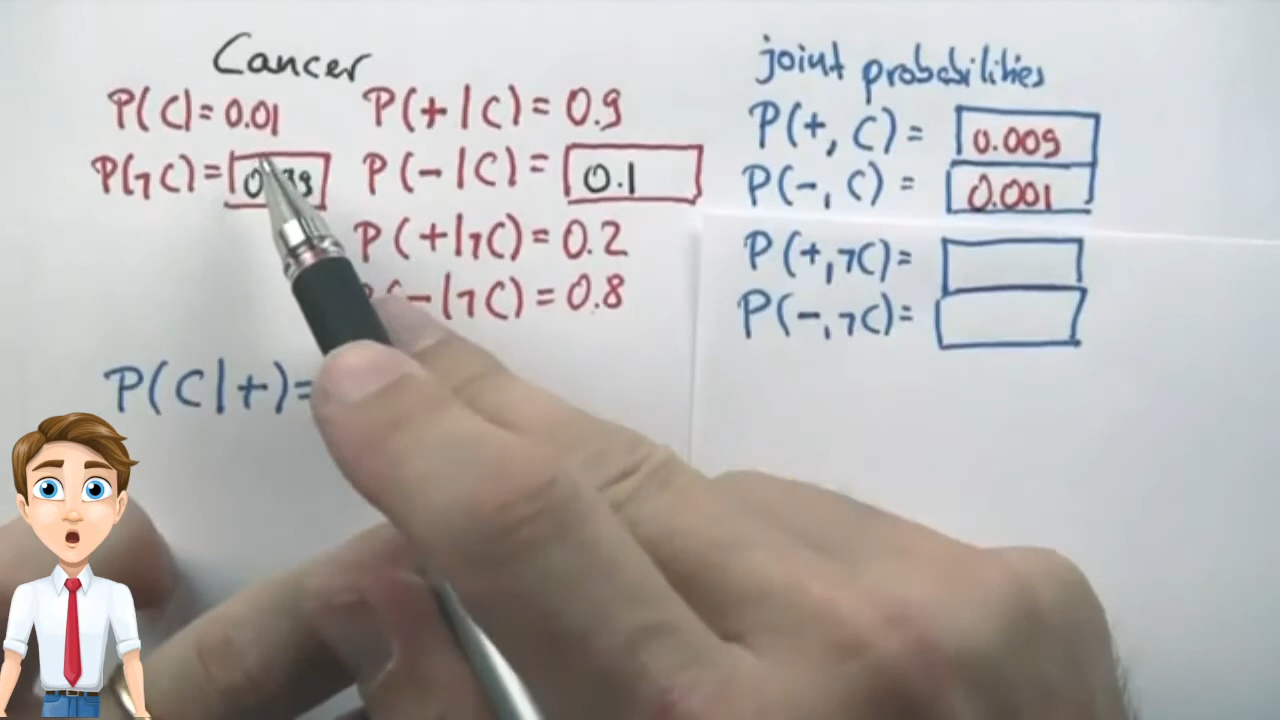 Cancer
P(C)= 0.01
P(¬C)=
P(+|C)= 0.9
P(-|C)= 0.1
P(+|¬C)= 0.2
(-|¬C)= 0.8
P(C|+)=
joint probabilities
P(+, C)= 0.009
P(-, C)= 0.001
P(+,¬C)=
P(-,¬C)=